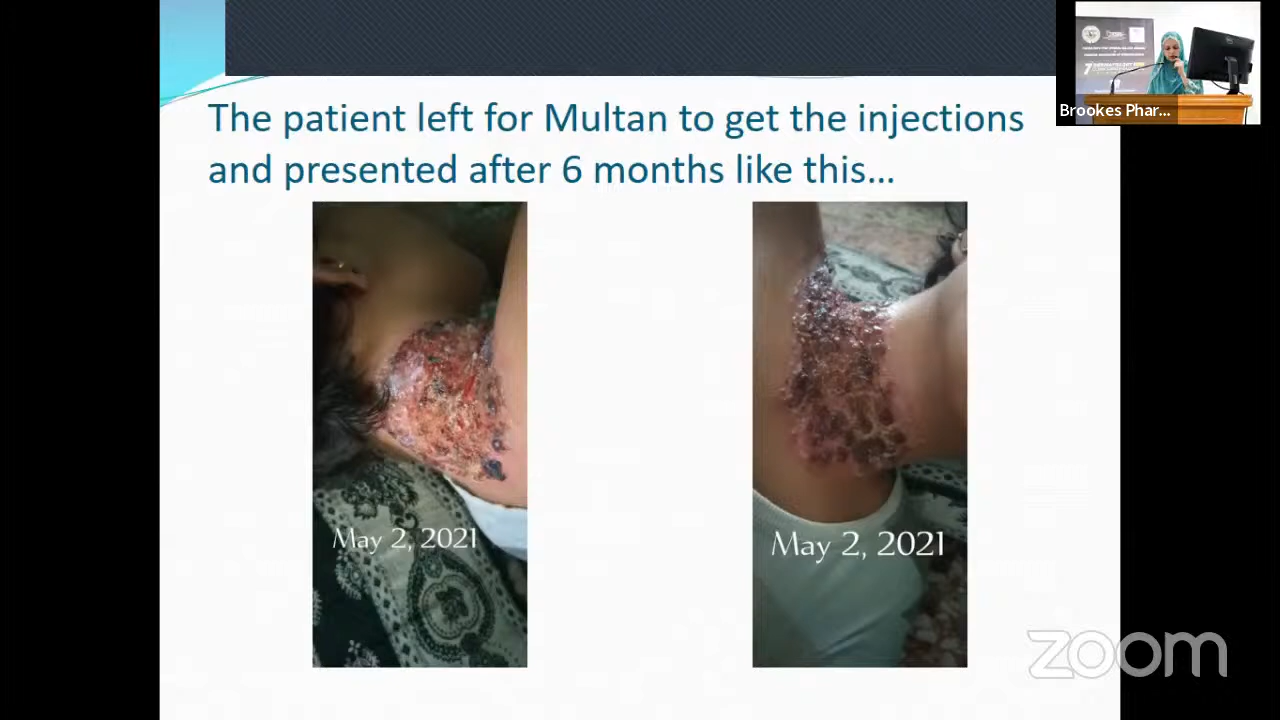 The patient left for Multan to get the injections
and presented after 6 months like this...
May 2, 2021
May 2, 2021
Brookes Phar...
zoom